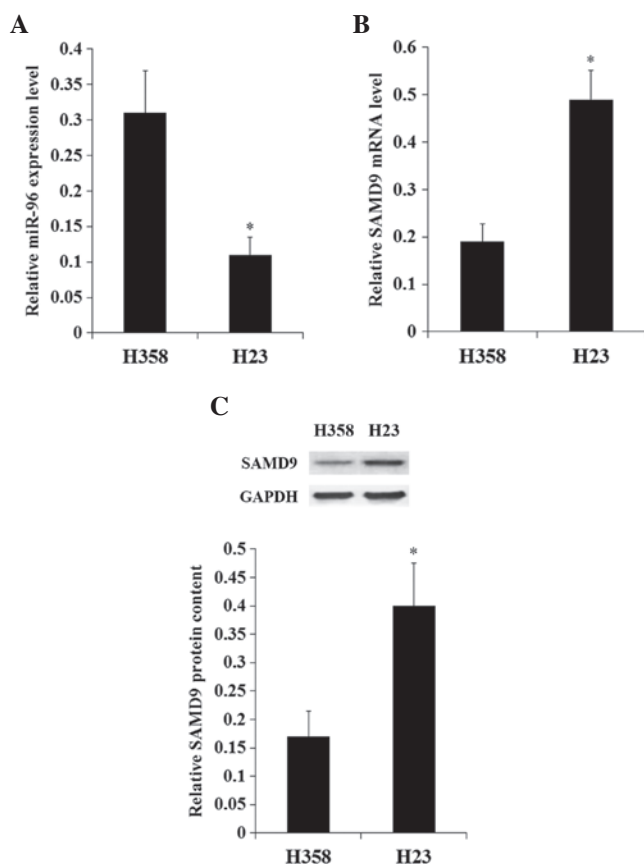 A
Relative miR-96 expression level
0.4
0.35
0.3
0.25
0.2
0.15
0.1
0.05
0
*
H358 H23
B
Relative SAMD9 mRNA level
0.6
0.5
0.4
0.3
0.2
0.1
0
*
H358 H23
C
H358 H23
SAMD9
GAPDH
Relative SAMD9 protein content
0.5
0.45
0.4
0.35
0.3
0.25
0.2
0.15
0.1
0.05
0
*
H358 H23